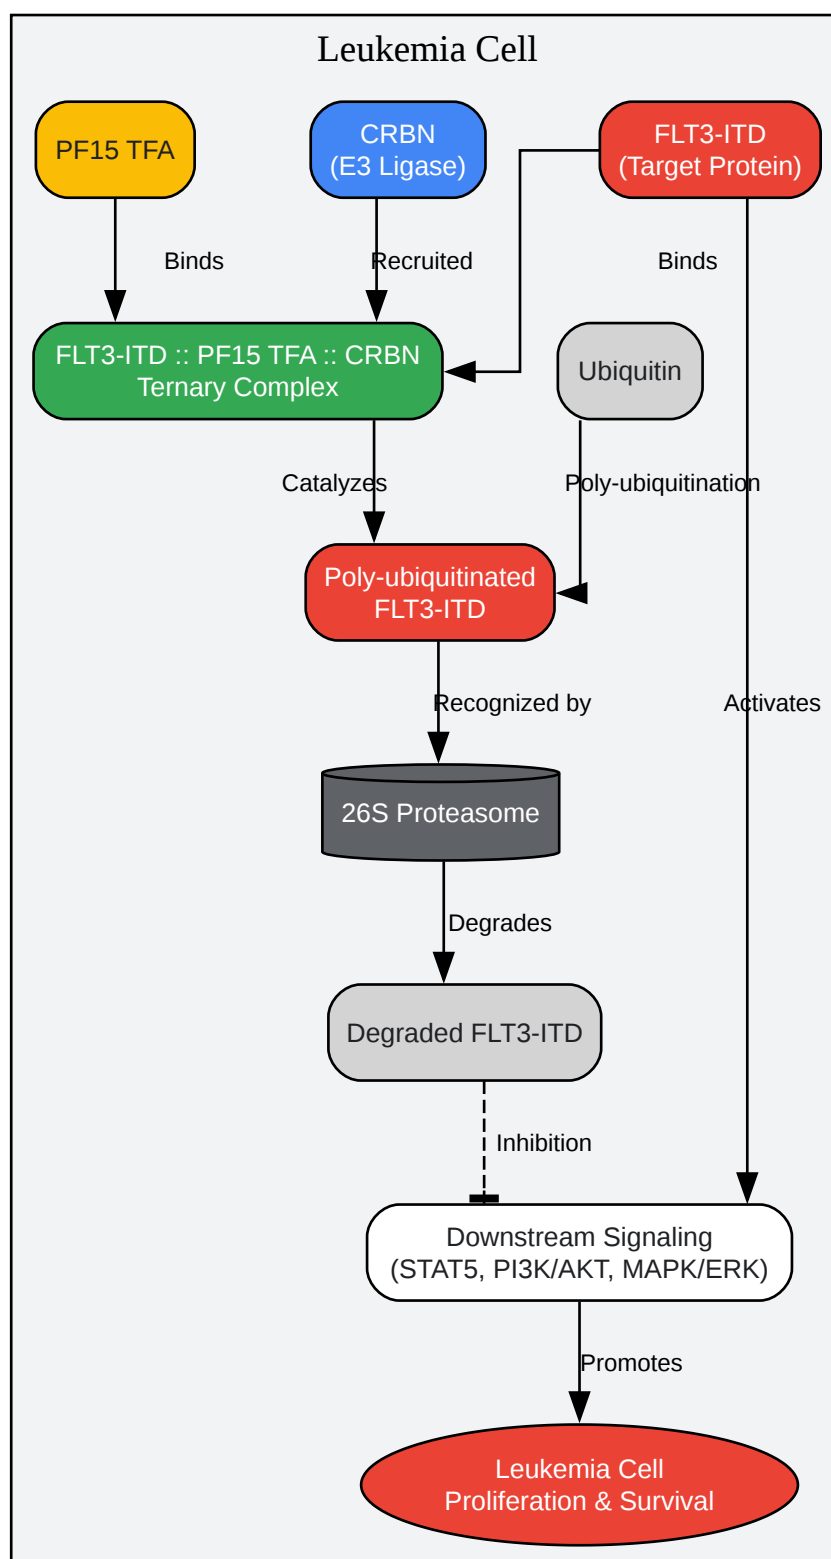 Leukemia Cell
PF15 TFA
CRBN
(E3 Ligase)
FLT3-ITD
(Target Protein)
Binds
Recruited
Binds
FLT3-ITD :: PF15 TFA :: CRBN
Ternary Complex
Ubiquitin
Catalyzes
Poly-ubiquitination
Poly-ubiquitinated
FLT3-ITD
Recognized by
Activates
26S Proteasome
Degrades
Degraded FLT3-ITD
Inhibition
Downstream Signaling
(STAT5, PI3K/AKT, MAPK/ERK)
Promotes
Leukemia Cell
Proliferation & Survival